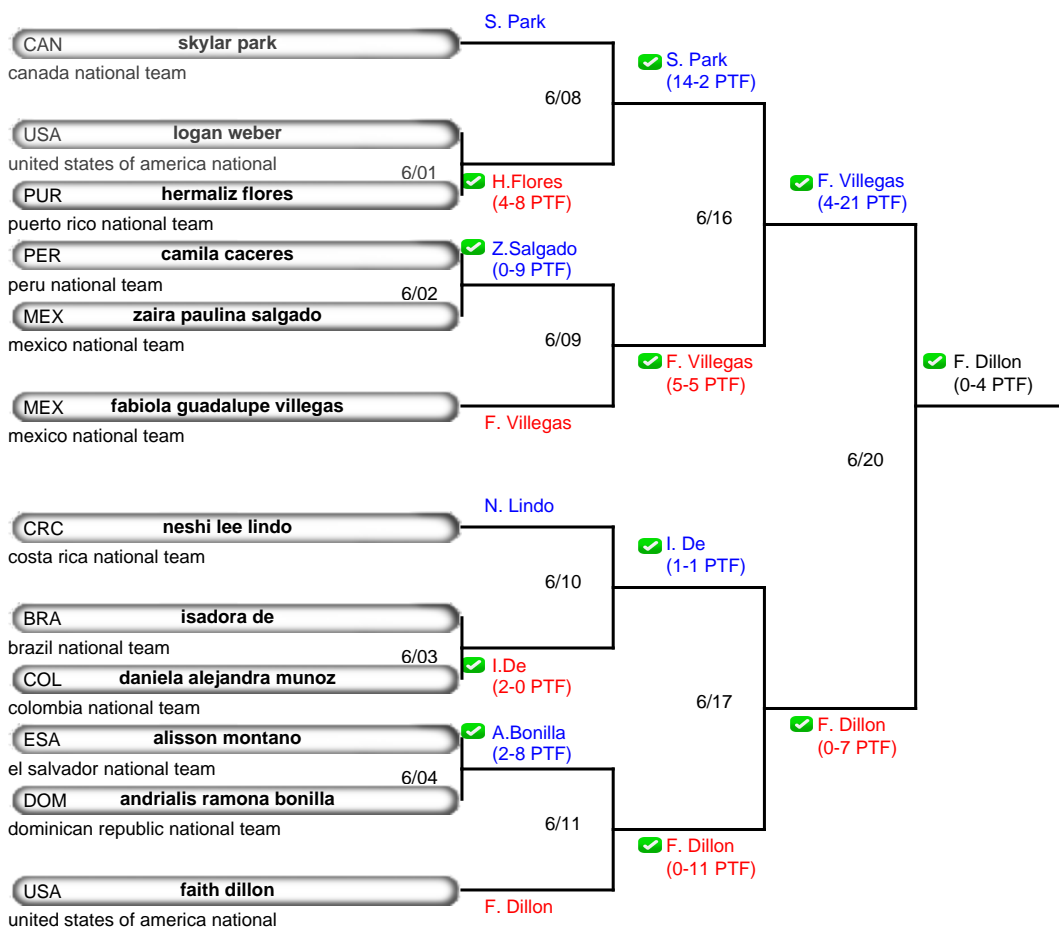 S. Park
CAN skylar park
canada national team
S. Park
(14-2 PTF)
6/08
USA logan weber
united states of america national
6/01
H.Flores
(4-8 PTF)
PUR hermaliz flores
puerto rico national team
F. Villegas
(4-21 PTF)
6/16
PER camila caceres
peru national team
Z.Salgado
(0-9 PTF)
6/02
MEX zaira paulina salgado
mexico national team
6/09
F. Villegas
(5-5 PTF)
F. Dillon
(0-4 PTF)
MEX fabiola guadalupe villegas
mexico national team
F. Villegas
6/20
N. Lindo
CRC neshi lee lindo
costa rica national team
I. De
(1-1 PTF)
6/10
BRA isadora de
brazil national team
6/03
I.De
(2-0 PTF)
COL daniela alejandra munoz
colombia national team
6/17
F. Dillon
(0-7 PTF)
ESA alisson montano
el salvador national team
A.Bonilla
(2-8 PTF)
6/04
DOM andrialis ramona bonilla
dominican republic national team
6/11
F. Dillon
(0-11 PTF)
USA faith dillon
united states of america national
F. Dillon